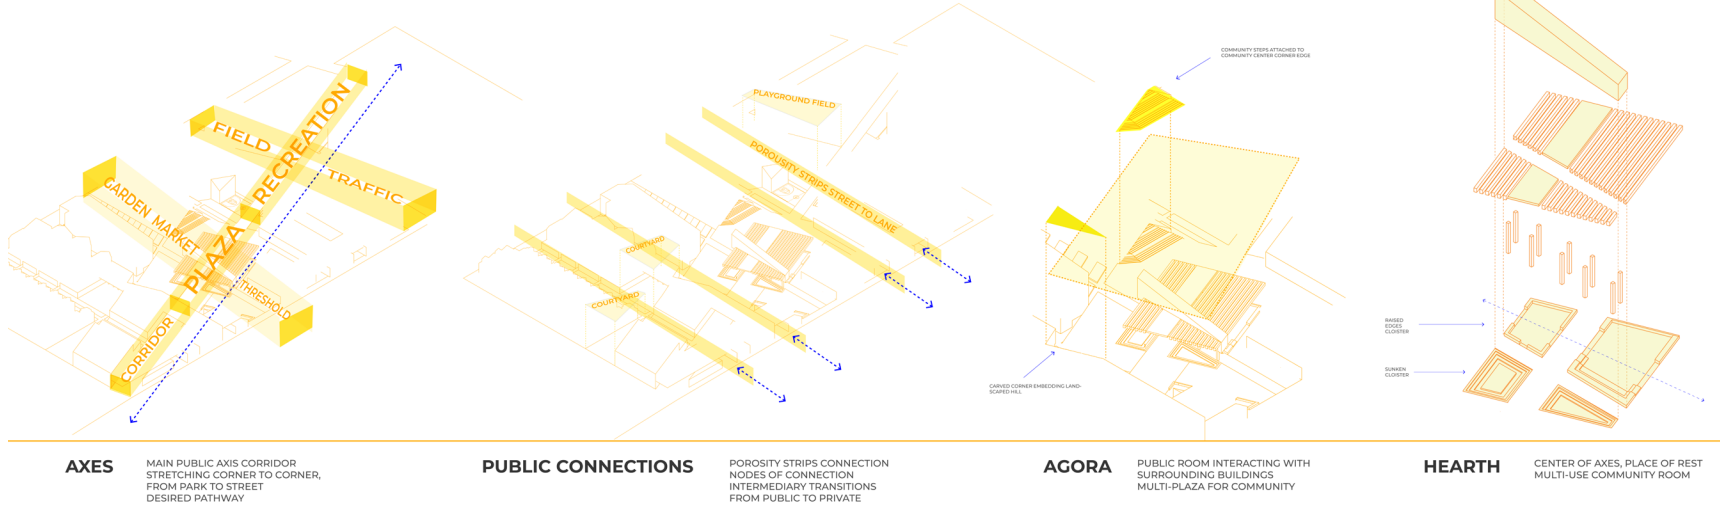 FIELD
TRAFFIC
RECREATION
GARDEN MARKET
THRESHOLD
PLAZA
CORRIDOR
PLAYGROUND FIELD
POROUSITY STRIPS STREET TO LANE
COURTYARD
COURTYARD
COMMUNITY STEPS ATTACHED TO
COMMUNITY CENTER CORNER EDGE
CARVED CORNER EMBEDDING LAND-
SCAPED HILL
RAISED
EDGES
CLOISTER
SUNKEN
CLOISTER
AXES
MAIN PUBLIC AXIS CORRIDOR
STRETCHING CORNER TO CORNER,
FROM PARK TO STREET
DESIRED PATHWAY
PUBLIC CONNECTIONS
POROSITY STRIPS CONNECTION
NODES OF CONNECTION
INTERMEDIARY TRANSITIONS
FROM PUBLIC TO PRIVATE
AGORA
PUBLIC ROOM INTERACTING WITH
SURROUNDING BUILDINGS
MULTI-PLAZA FOR COMMUNITY
HEARTH
CENTER OF AXES, PLACE OF REST
MULTI-USE COMMUNITY ROOM